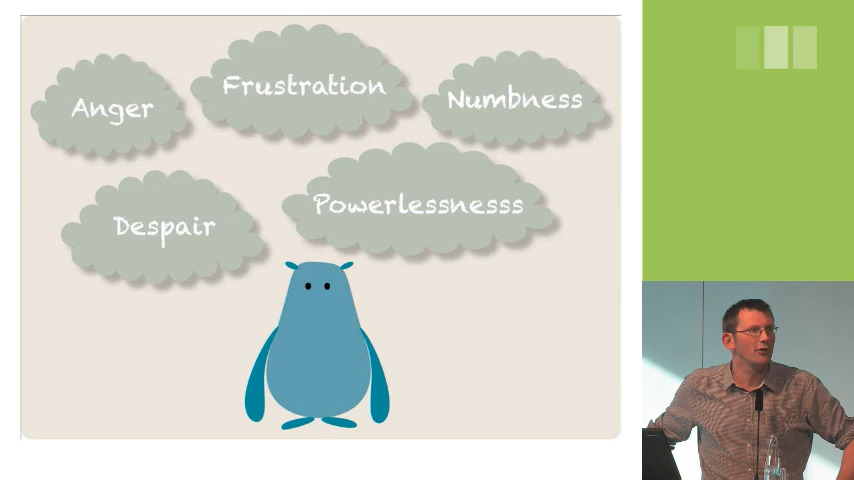 Anger
Frustration
Numbness
Despair
Powerlessnesss